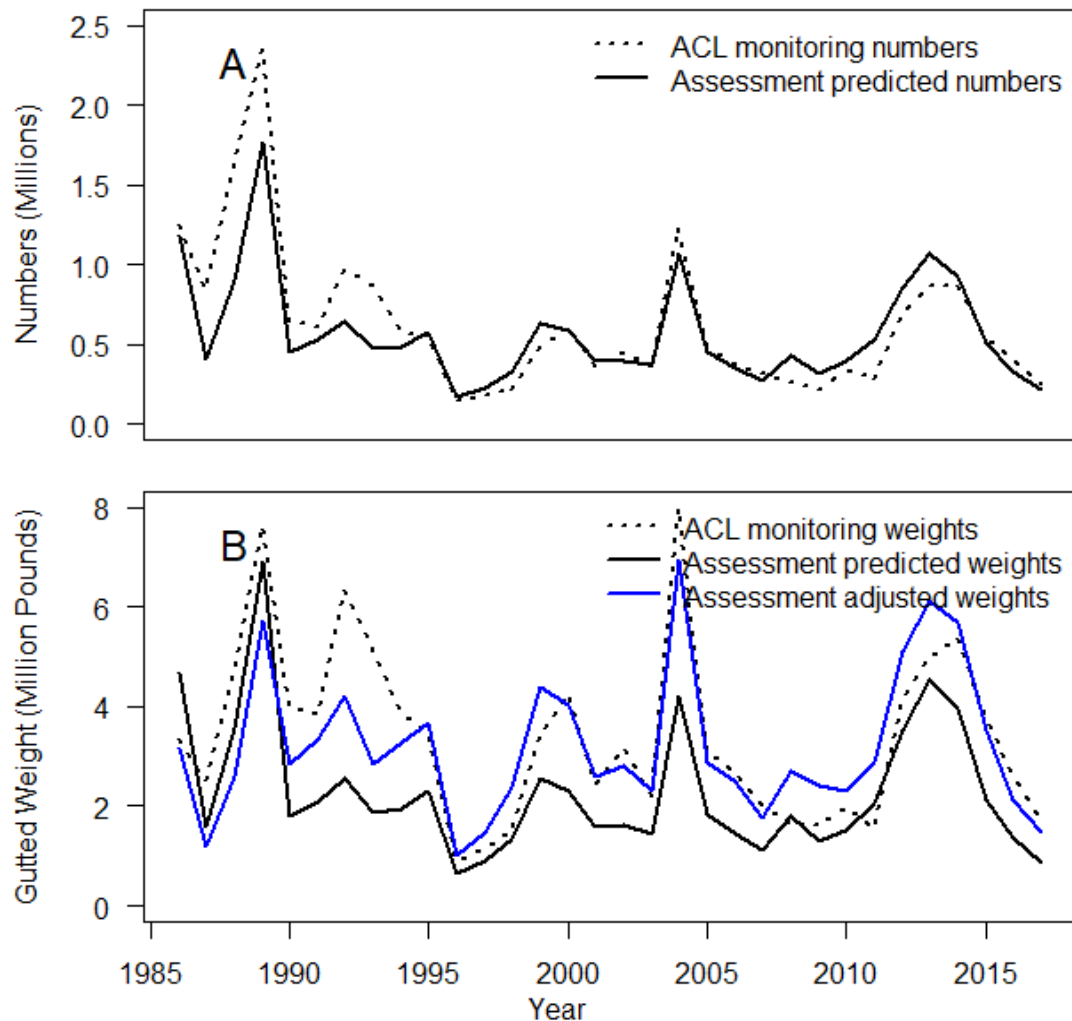 2.5
2.0
1.5
1.0
0.5
0.0
Numbers (Millions)
A
ACL monitoring numbers
Assessment predicted numbers
8
6
4
2
0
Gutted Weight (Million Pounds)
B
ACL monitoring weights
Assessment predicted weights
Assessment adjusted weights
1985 1990 1995 2000 2005 2010 2015
Year